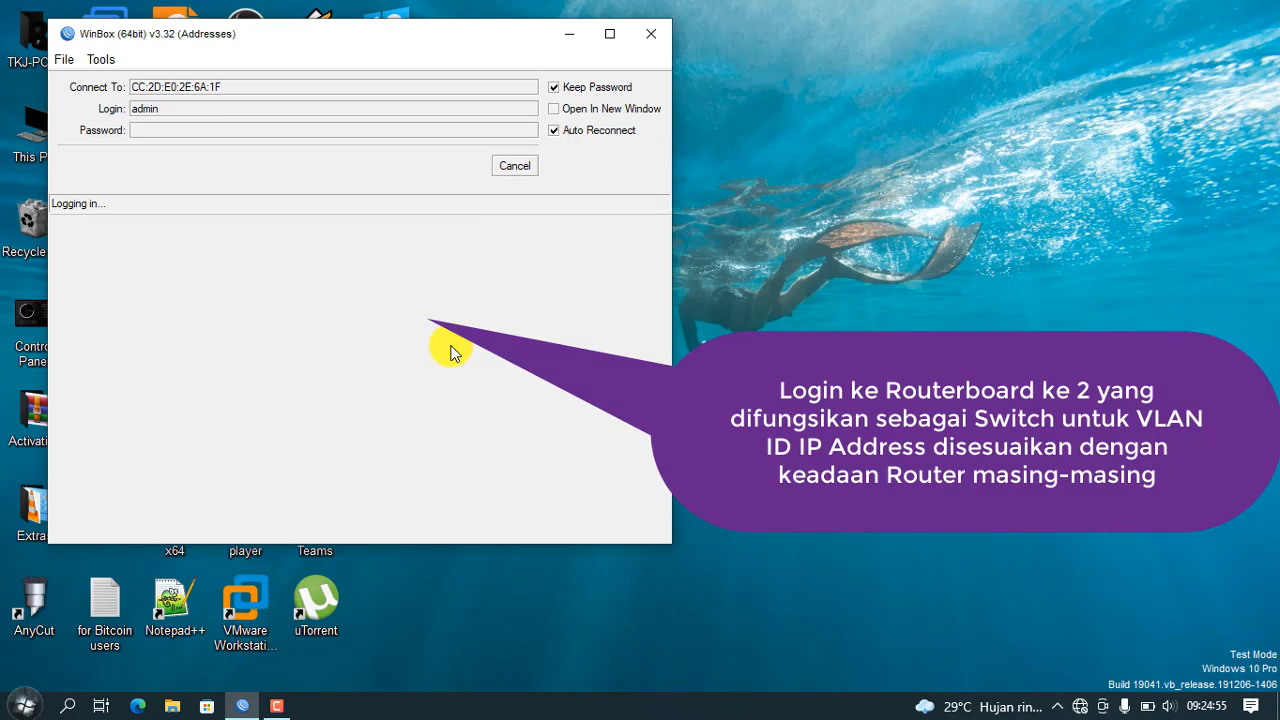 WinBox (64bit) v3.32 (Addresses)
File Tools
Connect To: CC:2D:E0:2E:6A:1F
Keep Password
Login: admin
Open In New Window
Password:
Auto Reconnect
Cancel
Logging in...
Login ke Routerboard ke 2 yang
difungsikan sebagai Switch untuk VLAN
ID IP Address disesuaikan dengan
keadaan Router masing-masing
TKJ-PC
This P
Recycle
Contro
Panel
Activati
Extra
x64
player
Teams
AnyCut
for Bitcoin
users
Notepad++
VMware
Workstati...
uTorrent
Test Mode
Windows 10 Pro
Build 19041.vb_release.191206-1406
29°C Hujan rin...
09:24:55